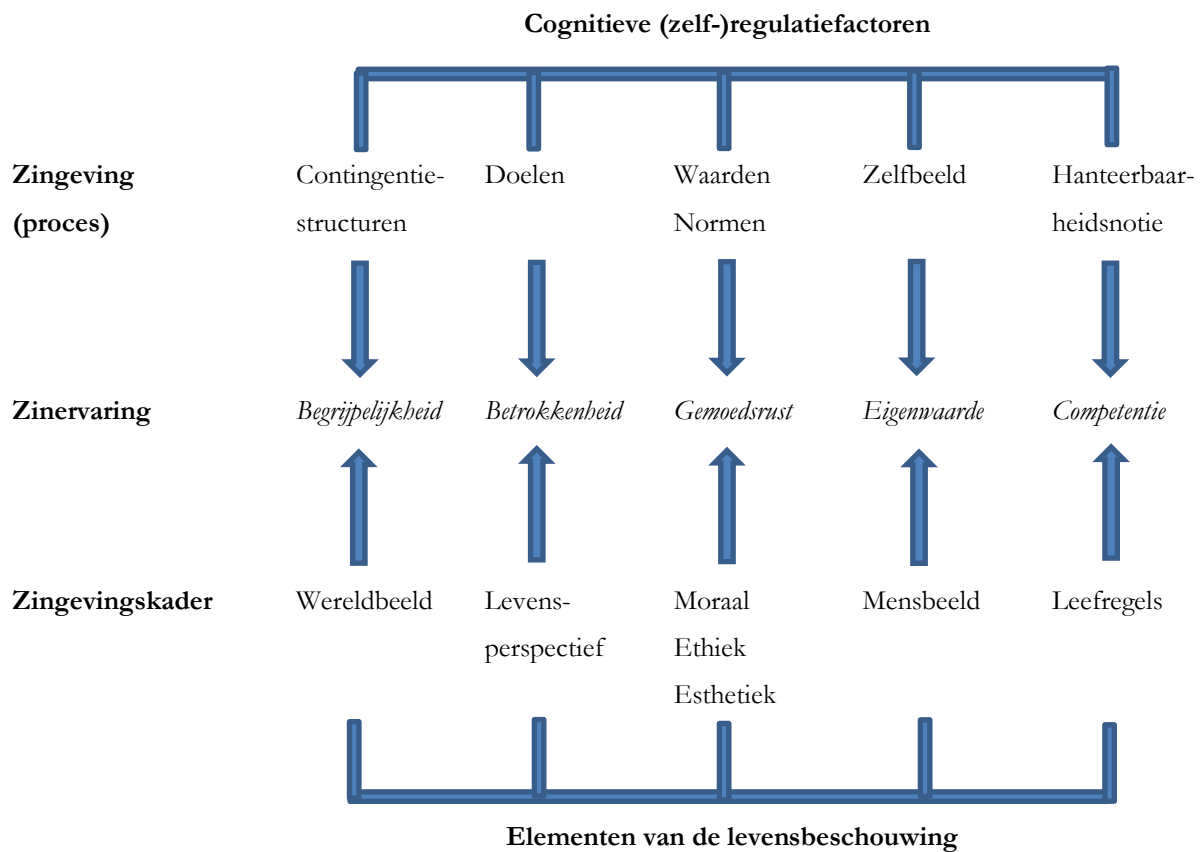 Cognitieve (zelf-)regulatiefactoren
Zingeving Contingentie- Doelen Waarden Zelfbeeld Hanteerbaar-
(proces) structuren Normen heidsnotie
Zinervaring Begrijpelijkheid Betrokkenheid Gemoedsrust Eigenwaarde Competentie
Zingevingskader Wereldbeeld Levens- Moraal Mensbeeld Leefregels
perspectief Ethiek
Esthetiek
Elementen van de levensbeschouwing